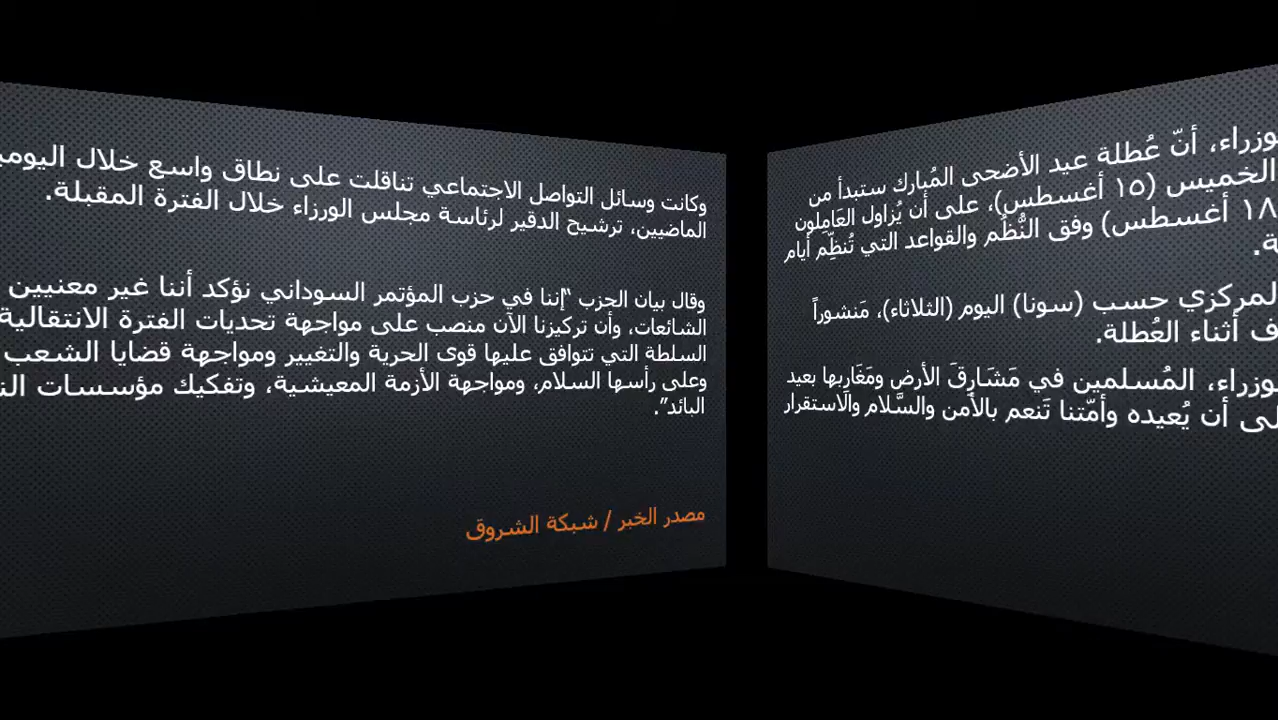 وكانت وسائل التواصل الاجتماعي تناقلت على نطاق واسع خلال
الماضيين، ترشيح الدقير لرئاسة مجلس الورزاء خلال الفترة المقبلة.
وقال بيان الحزب “إننا في حزب المؤتمر السوداني نؤكد أننا غير معنيين
الشائعات، وأن تركيزنا الآن منصب على مواجهة تحديات الفترة الانتقالية
السلطة التي تتوافق عليها قوى الحرية والتغيير ومواجهة قضايا الشعب
وعلى رأسها السلام، ومواجهة الأزمة المعيشية، وتفكيك مؤسسات
البائد”.
مصدر الخبر / شبكة الشروق
أنّ عُطلة عيد الأضحى المُبارك ستبدأ من
الخميس (١٥ أغسطس)، على أن يُزاول العَامِلون
١٨ أغسطس) وفق النُّظُم والقواعد التي تُنظِّم أيام
حسب (سونا) اليوم (الثلاثاء)، مَنشوراً
أثناء العُطلة.
المُسلمين في مَشَارِقَ الأرض ومَغَارِبها بعيد
أن يُعيده وأمّتنا تَنعم بالأمن والسَّلام والاستقرار